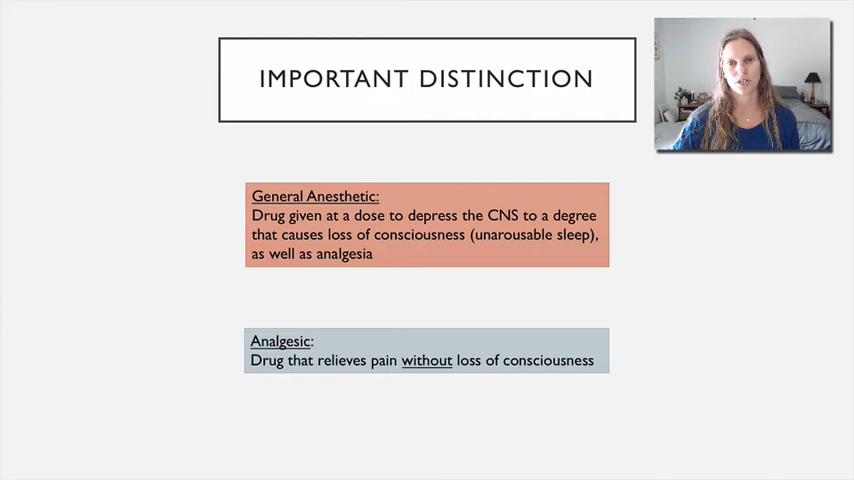 IMPORTANT DISTINCTION
General Anesthetic:
Drug given at a dose to depress the CNS to a degree
that causes loss of consciousness (unarousable sleep),
as well as analgesia
Analgesic:
Drug that relieves pain without loss of consciousness